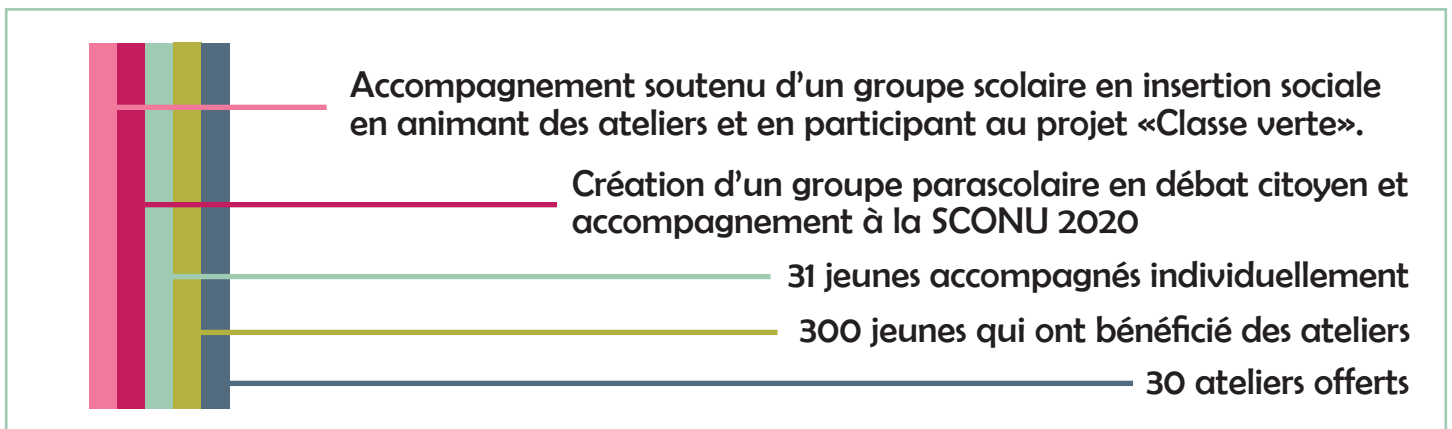 Accompagnement soutenu d’un groupe scolaire en insertion sociale
en animant des ateliers et en participant au projet «Classe verte».
Création d’un groupe parascolaire en débat citoyen et
accompagnement à la SCONU 2020
31 jeunes accompagnés individuellement
300 jeunes qui ont bénéficié des ateliers
30 ateliers offerts